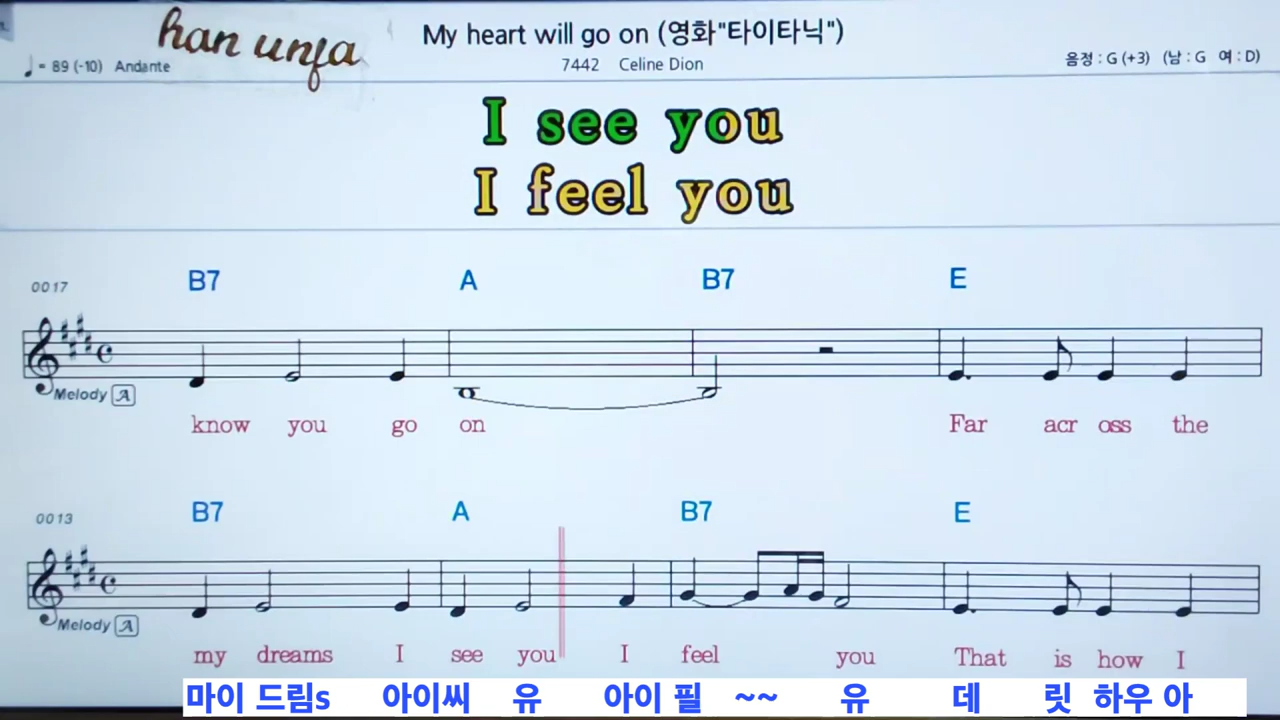 han unfa
My heart will go on (영화"타이타닉")
♩ = 89 (-10) Andante
7442 Celine Dion
음정 : G (+3) (남 : G 여 : D)
I see you
I feel you
0017 B7 A B7 E
Melody A
know you go on Far acr oss the
0013 B7 A B7 E
Melody A
my dreams I see you I feel you That is how I
마이 드림s 아이씨 유 아이 필 ~~ 유 데 릿 하우 아